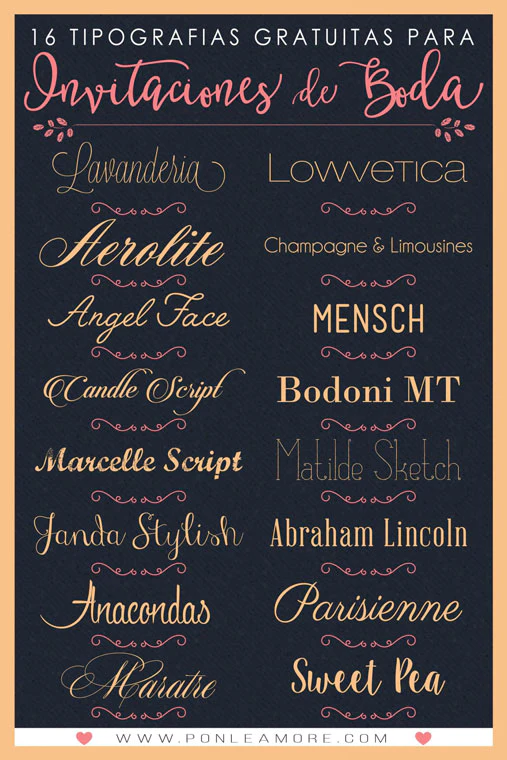 16 TIPOGRAFIAS GRATUITAS PARA
Invitaciones de Boda
Lavanderia
Lowvetica
Aerolite
Champagne & Limousines
Angel Face
MENSCH
Candle Script
Bodoni MT
Marcelle Script
Matilde Sketch
Janda Stylish
Abraham Lincoln
Anacondas
Parisienne
Maratre
Sweet Pea
WWW.PONLEAMORE.COM